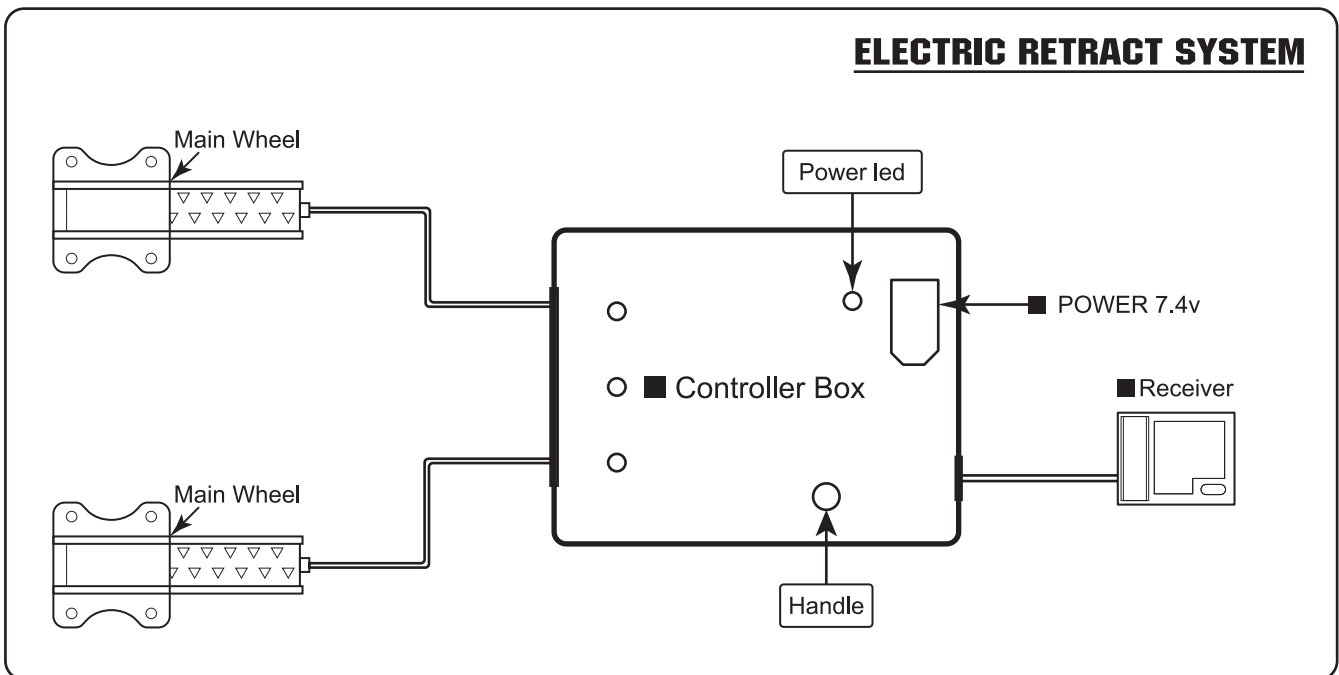 ELECTRIC RETRACT SYSTEM
Main Wheel
Power led
POWER 7.4v
Controller Box
Receiver
Main Wheel
Handle